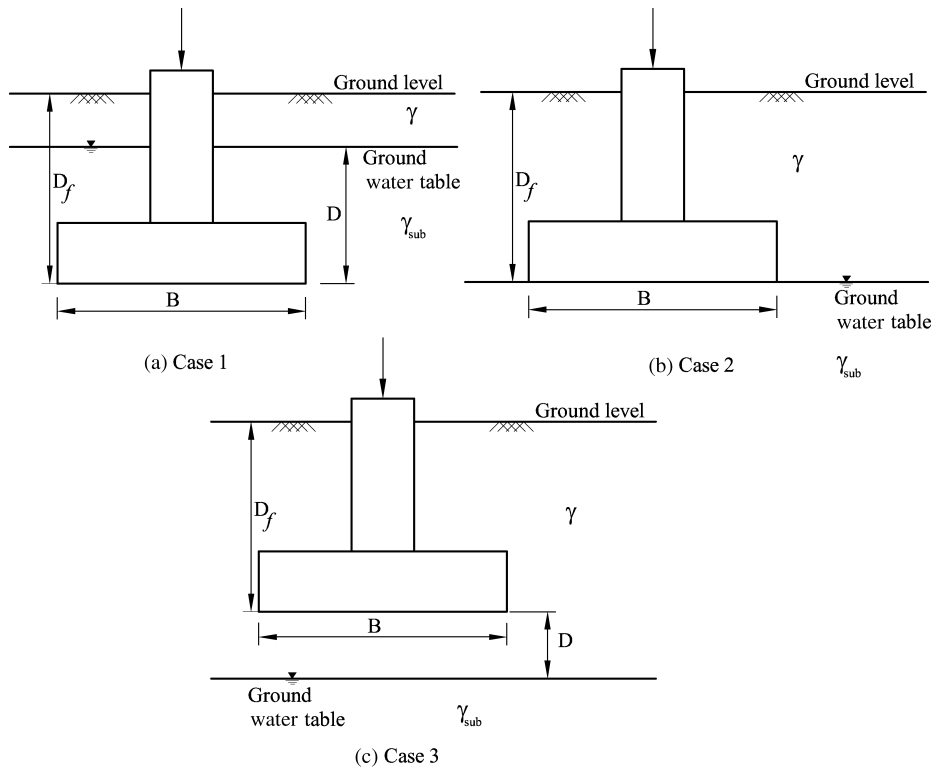 Ground level
γ
Ground
water table
D_f
D
γ_sub
B
(a) Case 1
Ground level
γ
D_f
B
Ground
water table
γ_sub
(b) Case 2
Ground level
D_f
γ
B
D
Ground
water table
γ_sub
(c) Case 3